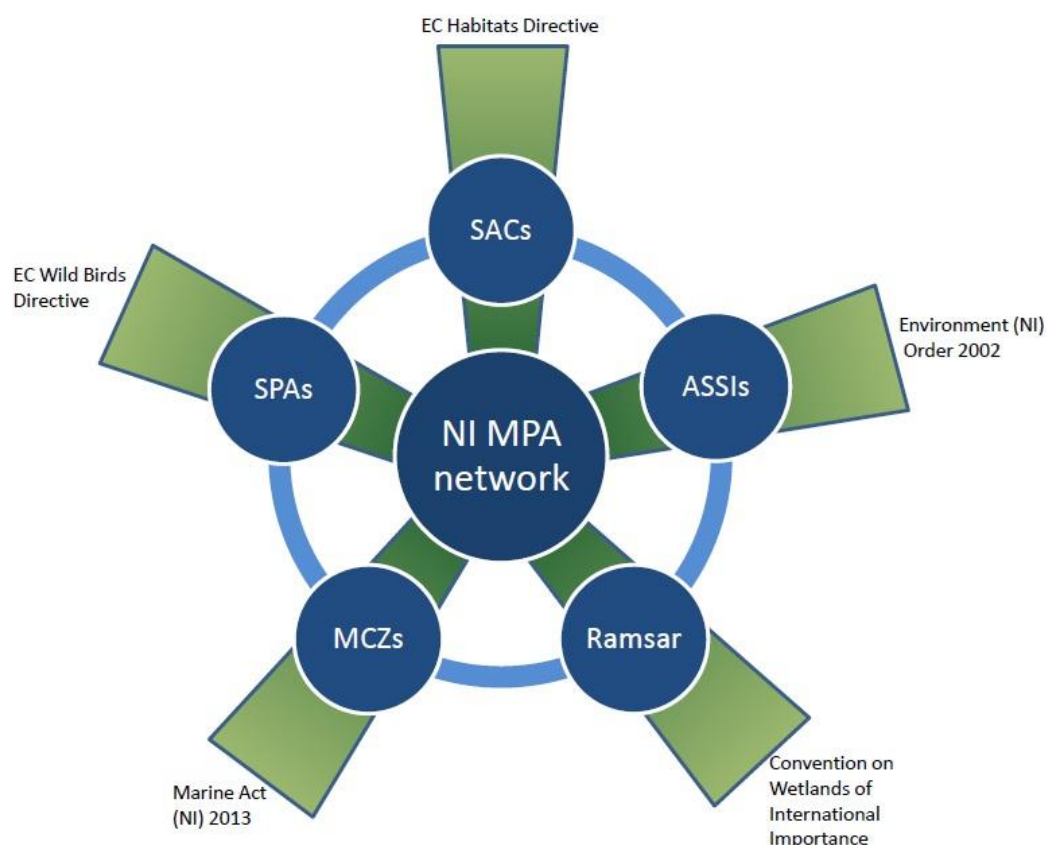 EC Habitats Directive
SACs
EC Wild Birds
Directive
SPAs
Environment (NI)
Order 2002
ASSIs
NI MPA
network
MCZs
Ramsar
Marine Act
(NI) 2013
Convention on
Wetlands of
International
Importance